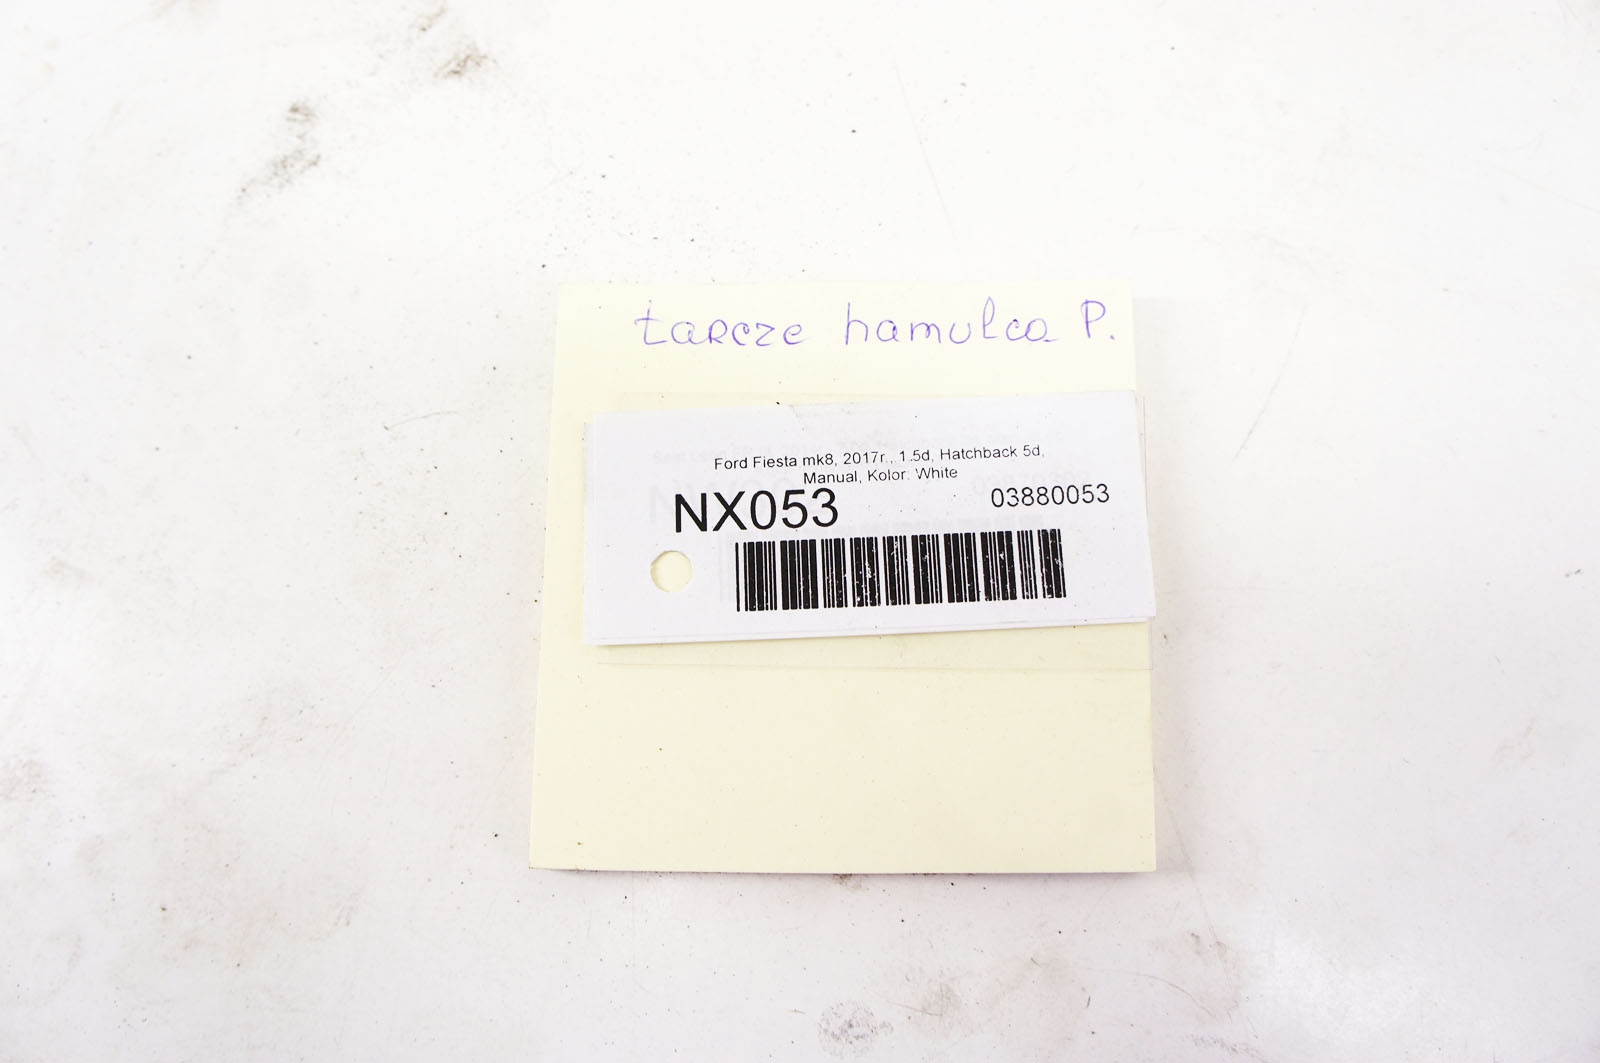 tarcze hamulca P.
Ford Fiesta mk8, 2017r., 1.5d, Hatchback 5d,
Manual, Kolor: White
NX053
03880053